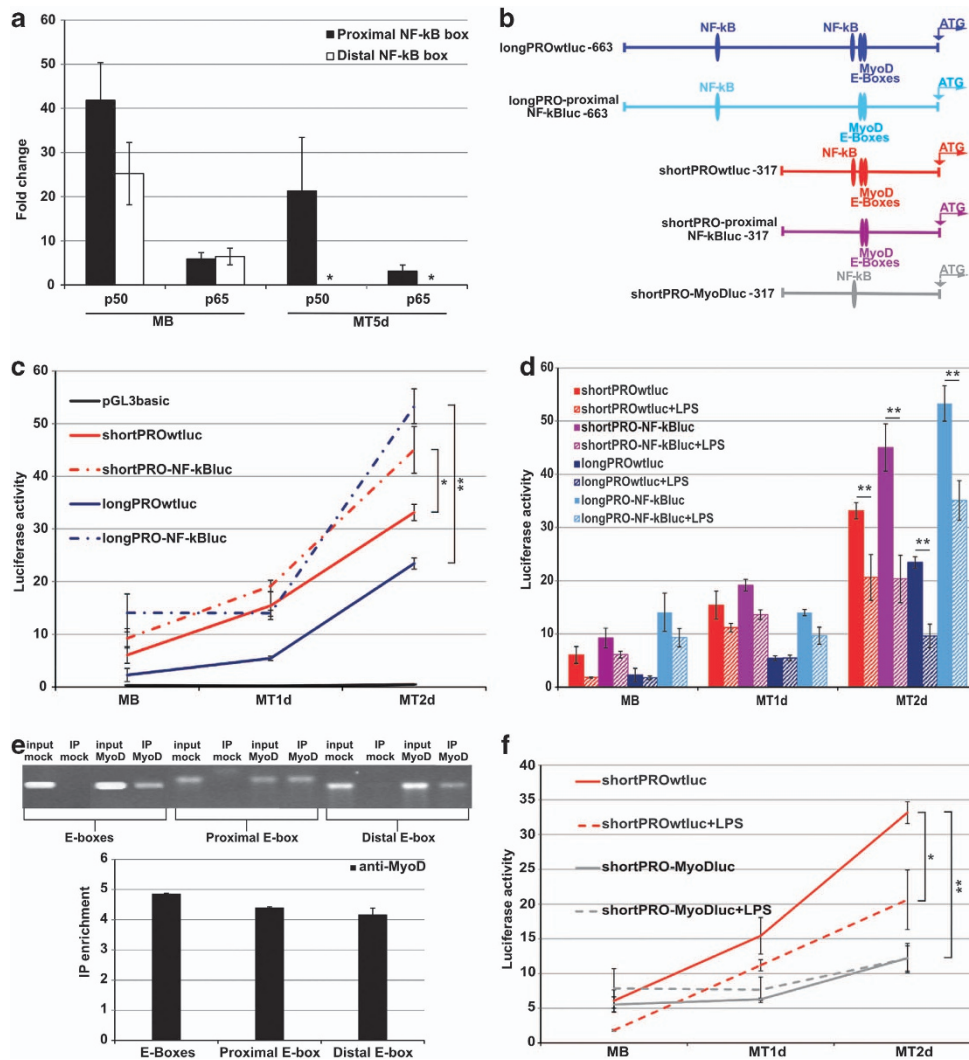 a
Proximal NF-kB box
Distal NF-kB box
Fold change
60
50
40
30
20
10
0
*
*
p50
p65
p50
p65
MB
MT5d
b
NF-kB
NF-kB
ATG
longPROwtluc-663
MyoD
E-Boxes
NF-kB
ATG
longPRO-proximal
NF-kBluc -663
MyoD
E-Boxes
NF-kB
ATG
shortPROwtluc-317
MyoD
E-Boxes
ATG
shortPRO-proximal
NF-kBluc -317
MyoD
E-Boxes
NF-kB
ATG
shortPRO-MyoDluc -317
c
pGL3basic
shortPROwtluc
shortPRO-NF-kBluc
longPROwtluc
longPRO-NF-kBluc
Luciferase activity
60
50
40
30
20
10
0
*
**
MB
MT1d
MT2d
d
shortPROwtluc
shortPROwtluc+LPS
shortPRO-NF-kBluc
shortPRO-NF-kBluc+LPS
longPROwtluc
longPROwtluc+LPS
longPRO-NF-kBluc
longPRO-NF-kBluc+LPS
Luciferase activity
60
50
40
30
20
10
0
**
**
**
**
MB
MT1d
MT2d
e
input mock
IP mock
input MyoD
IP MyoD
input mock
IP mock
input MyoD
IP MyoD
input mock
IP mock
input MyoD
IP MyoD
E-boxes
Proximal E-box
Distal E-box
anti-MyoD
IP enrichment
6
5
4
3
2
1
0
E-Boxes
Proximal E-box
Distal E-box
f
shortPROwtluc
shortPROwtluc+LPS
shortPRO-MyoDluc
shortPRO-MyoDluc+LPS
Luciferase activity
40
35
30
25
20
15
10
5
0
*
**
MB
MT1d
MT2d